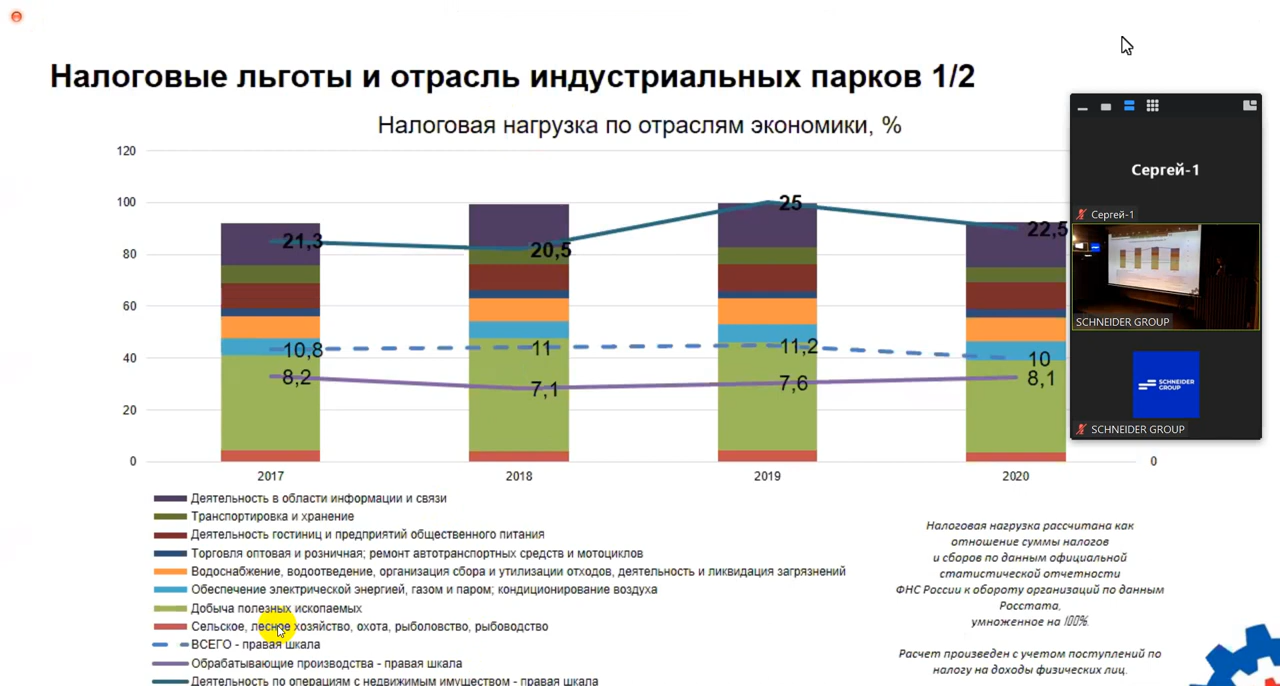 Налоговые льготы и отрасль индустриальных парков 1/2
Налоговая нагрузка по отраслям экономики, %
120
100
80
60
40
20
0
21,3
20,5
25
22,5
10,8
11
11,2
10
8,2
7,1
7,6
8,1
0
2017
2018
2019
2020
Деятельность в области информации и связи
Транспортировка и хранение
Деятельность гостиниц и предприятий общественного питания
Торговля оптовая и розничная; ремонт автотранспортных средств и мотоциклов
Водоснабжение, водоотведение, организация сбора и утилизации отходов, деятельность и ликвидация загрязнений
Обеспечение электрической энергией, газом и паром; кондиционирование воздуха
Добыча полезных ископаемых
Сельское, лесное хозяйство, охота, рыболовство, рыбоводство
ВСЕГО - правая шкала
Обрабатывающие производства - правая шкала
Деятельность по операциям с недвижимым имуществом - правая шкала
Налоговая нагрузка рассчитана как
отношение суммы налогов
и сборов по данным официальной
статистической отчетности
ФНС России к обороту организаций по данным
Росстата,
умноженное на 100%.
Расчет произведен с учетом поступлений по
налогу на доходы физических лиц.
Сергей-1
Сергей-1
SCHNEIDER GROUP
SCHNEIDER
GROUP
SCHNEIDER GROUP